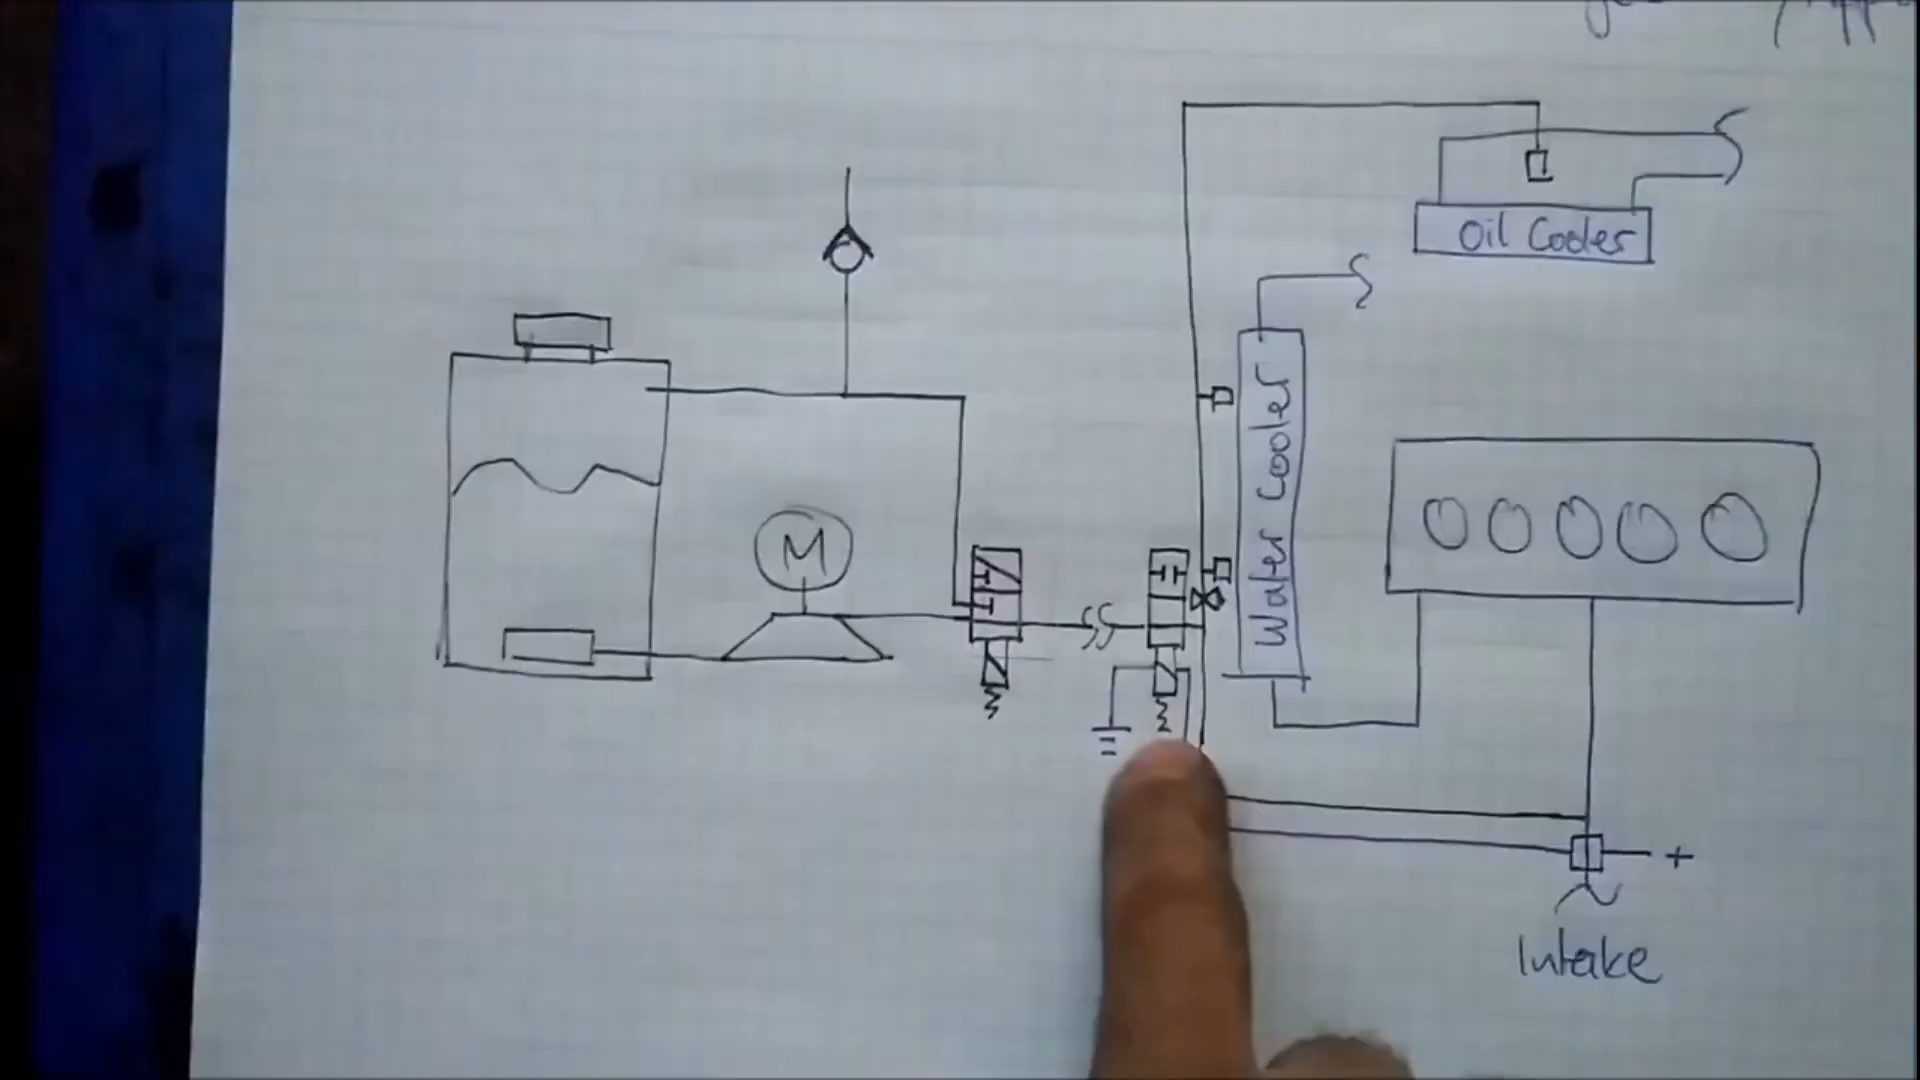 Oil Cooler
Water Cooler
M
+
Intake